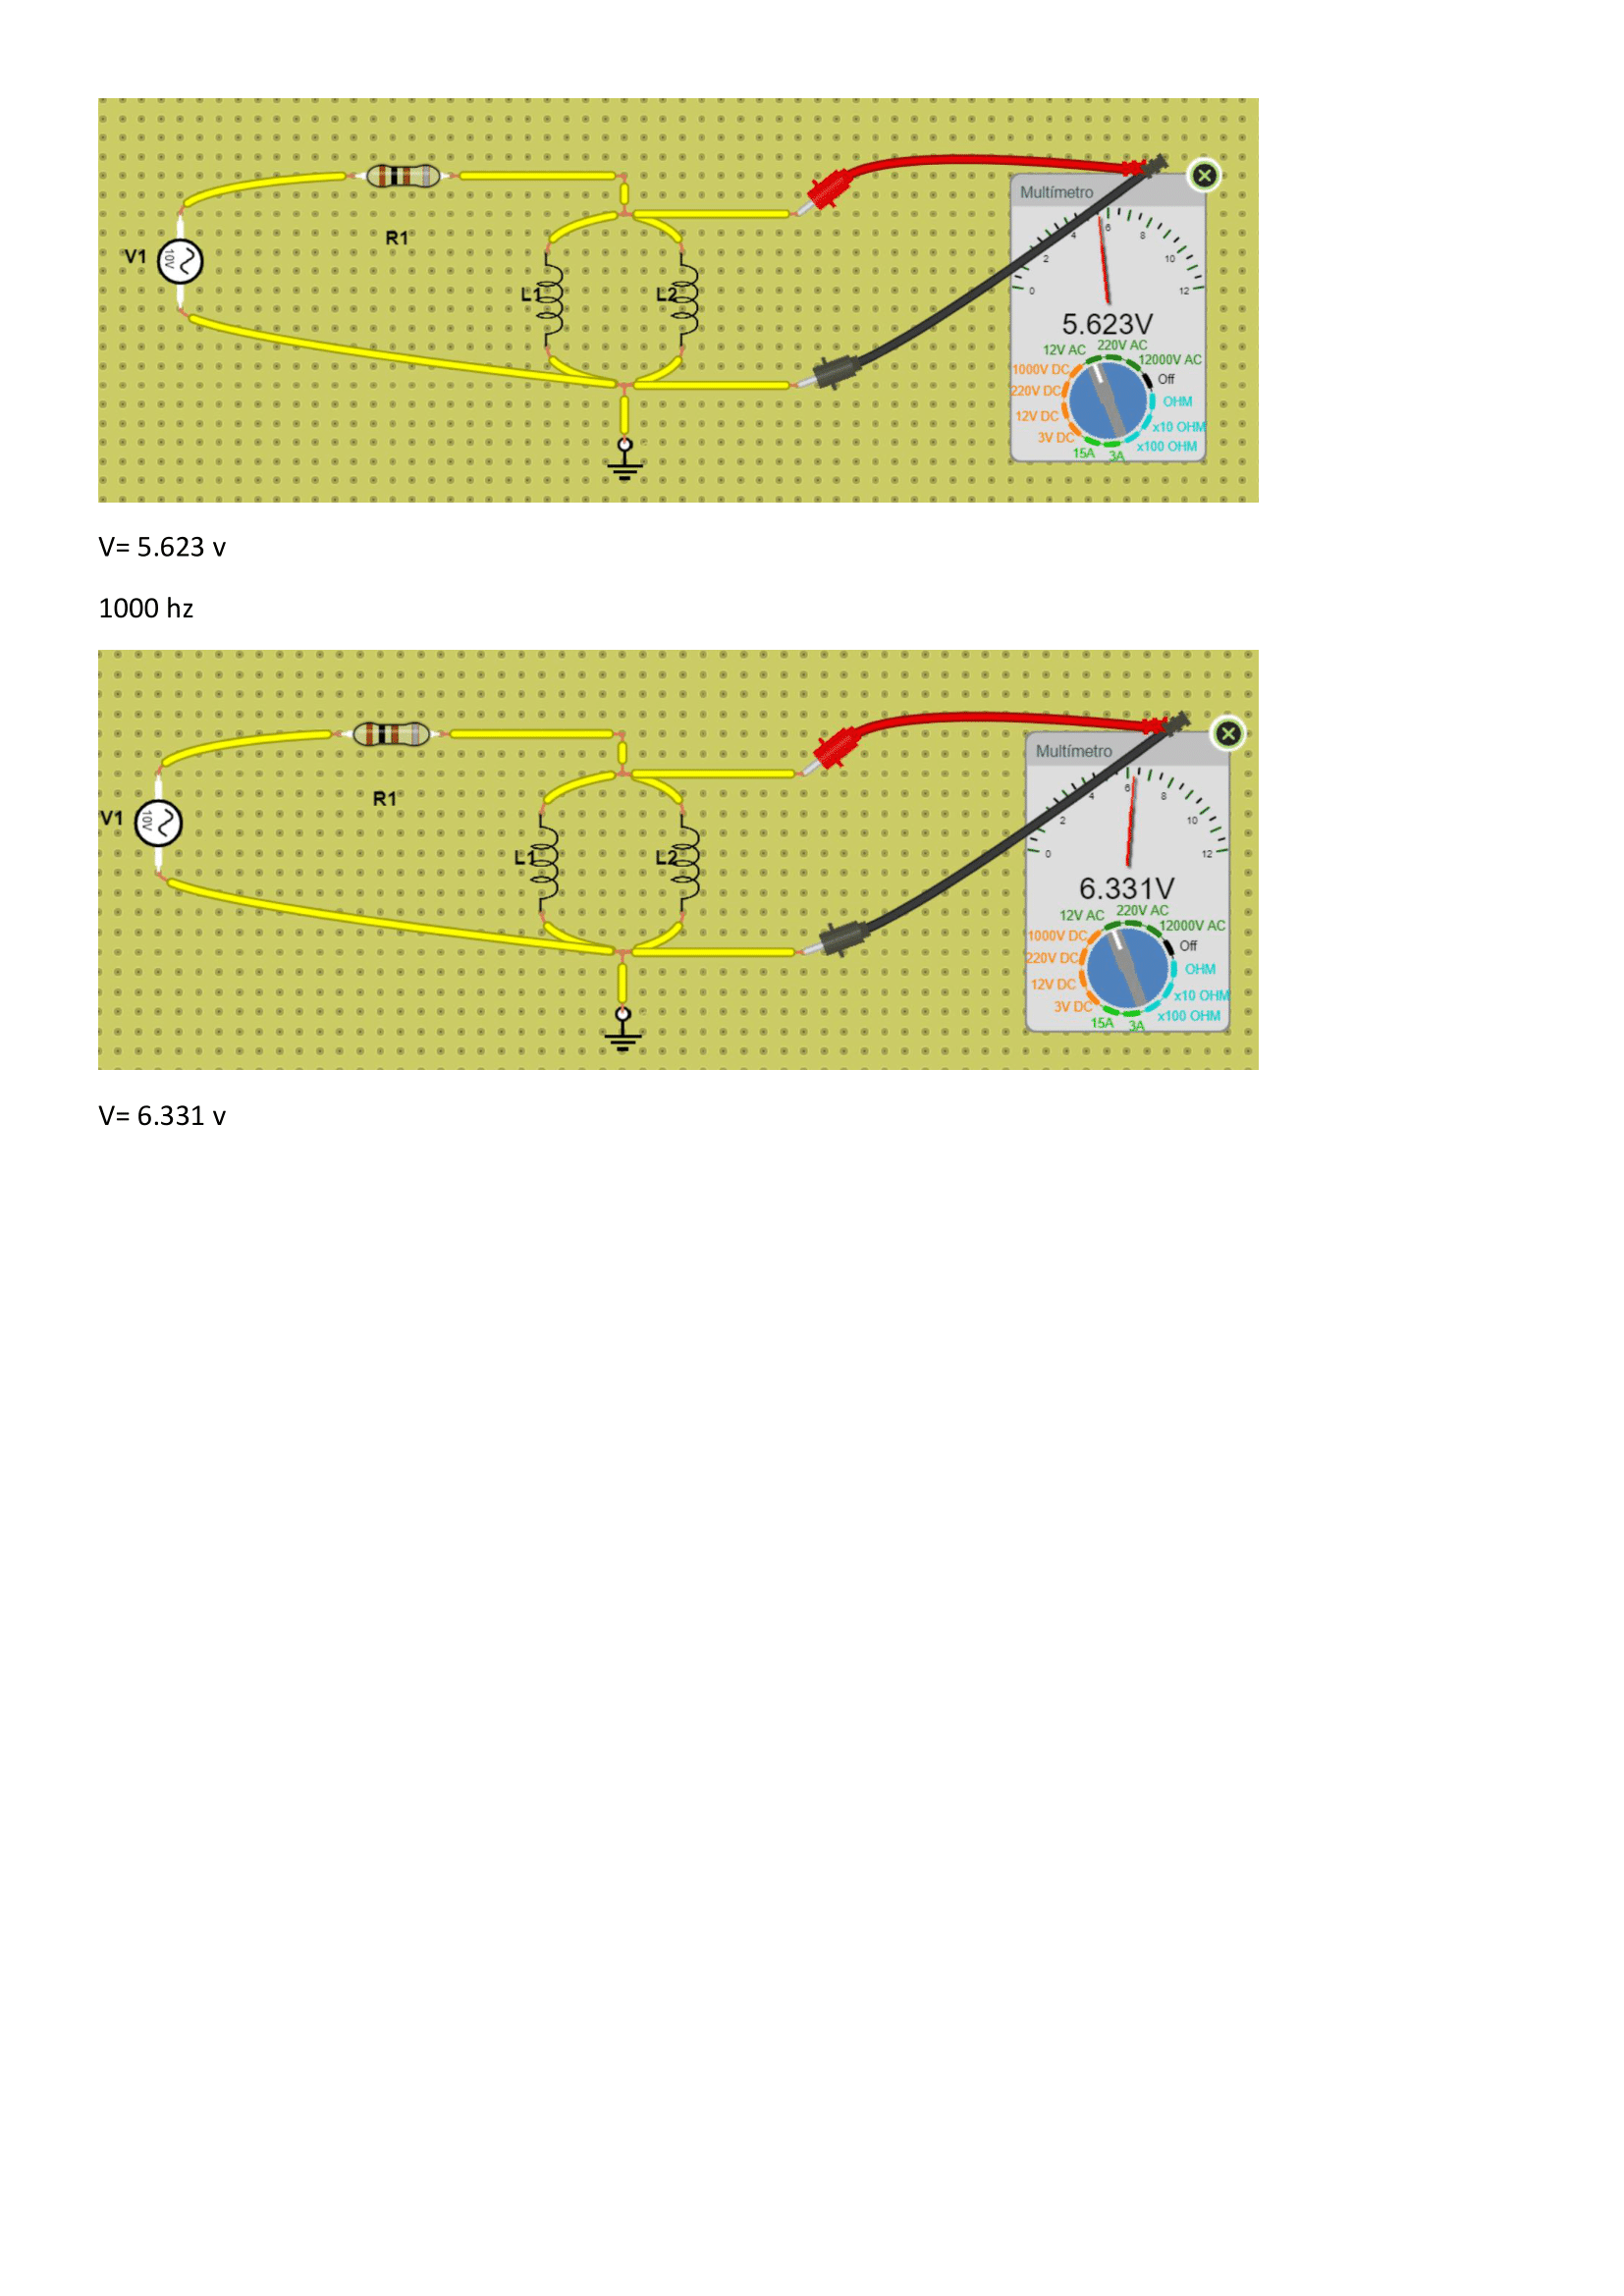 Multímetro
R1
V1
10V
L1
L2
0 2 4 6 8 10 12
5.623V
12V AC
220V AC
12000V AC
1000V DC
Off
220V DC
OHM
12V DC
x10 OHM
3V DC
x100 OHM
15A
3A
V= 5.623 v
1000 hz
Multímetro
R1
V1
10V
L1
L2
0 2 4 6 8 10 12
6.331V
12V AC
220V AC
12000V AC
1000V DC
Off
220V DC
OHM
12V DC
x10 OHM
3V DC
x100 OHM
15A
3A
V= 6.331 v